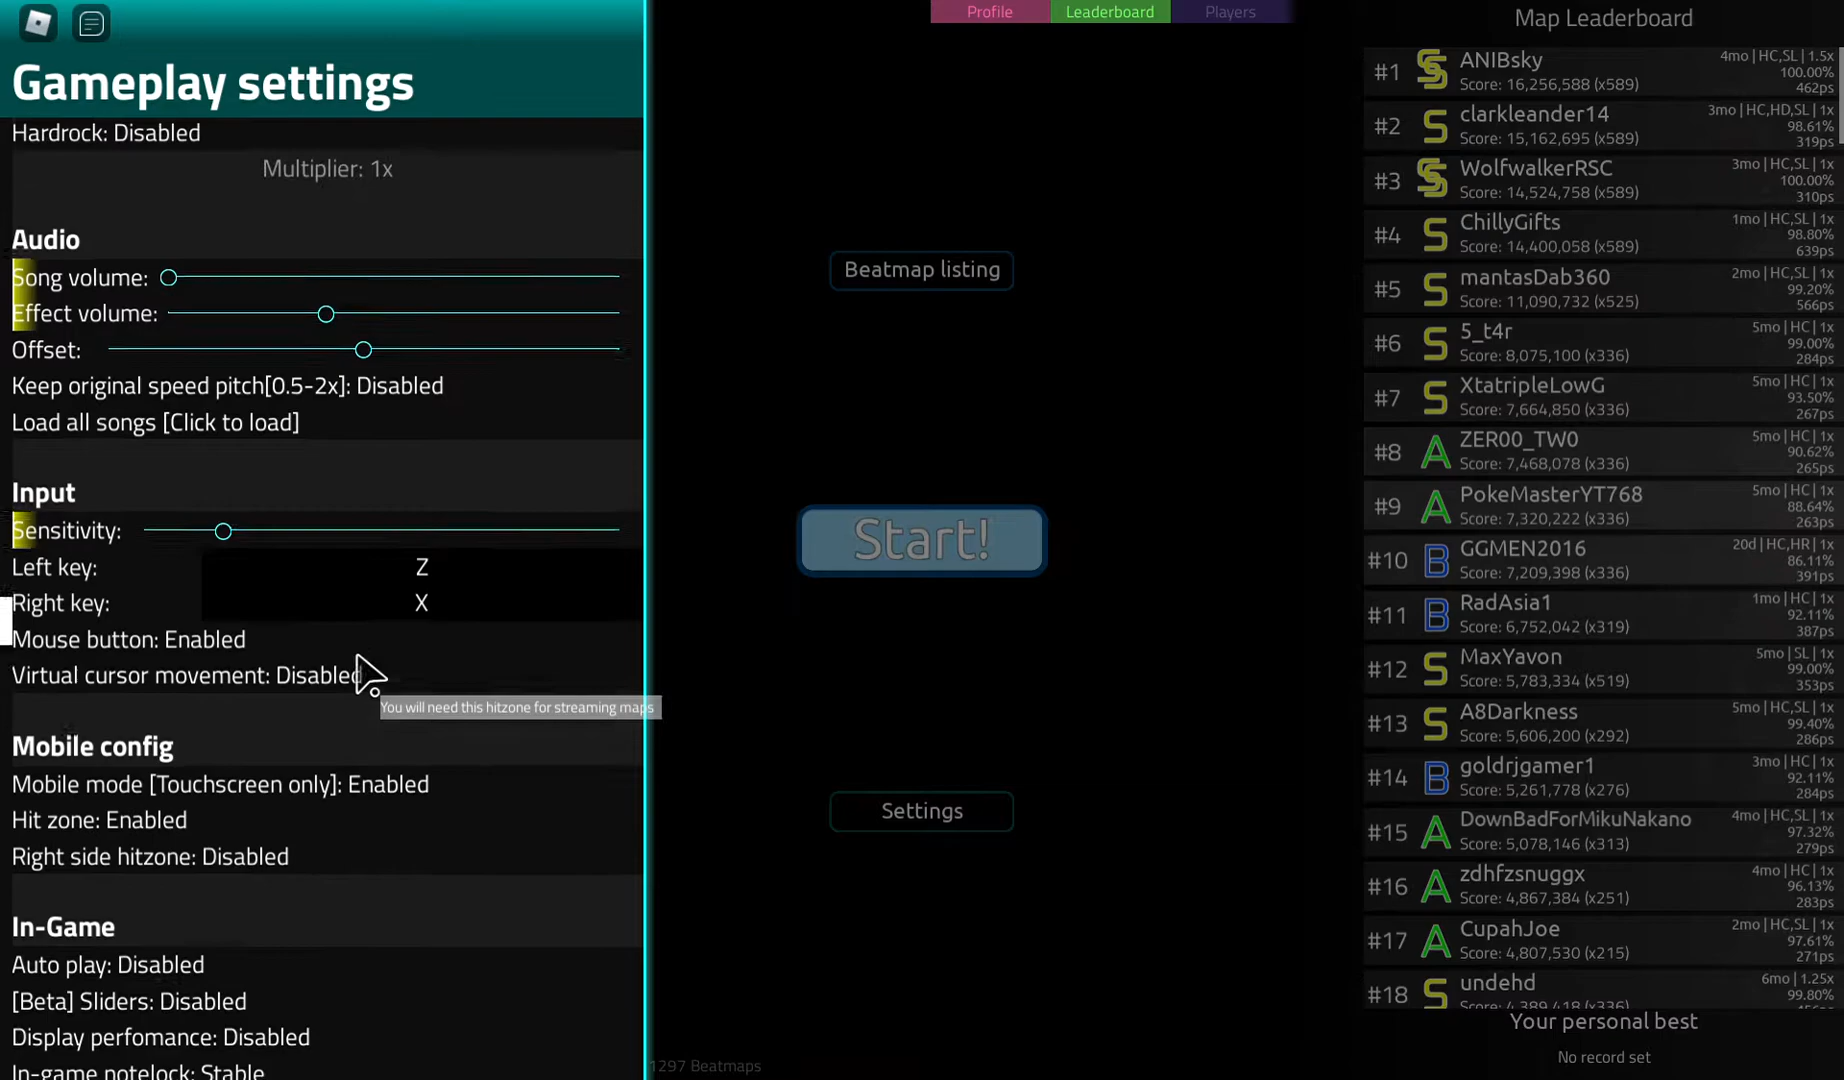 Gameplay settings
Hardrock: Disabled
Multiplier: 1x
Audio
Song volume:
Effect volume:
Offset:
Keep original speed pitch[0.5-2x]: Disabled
Load all songs [Click to load]
Input
Sensitivity:
Left key: Z
Right key: X
Mouse button: Enabled
Virtual cursor movement: Disabled
You will need this hitzone for streaming maps
Mobile config
Mobile mode [Touchscreen only]: Enabled
Hit zone: Enabled
Right side hitzone: Disabled
In-Game
Auto play: Disabled
[Beta] Sliders: Disabled
Display perfomance: Disabled
In-game notelock: Stable
Profile Leaderboard Players
Beatmap listing
Start!
Settings
1297 Beatmaps
Map Leaderboard
#1 S ANIBsky 4mo | HC,SL | 1.5x
Score: 16,256,588 (x589) 100.00%
462ps
#2 S clarkleander14 3mo | HC,HD,SL | 1x
Score: 15,162,695 (x589) 98.61%
319ps
#3 S WolfwalkerRSC 3mo | HC,SL | 1x
Score: 14,524,758 (x589) 100.00%
310ps
#4 S ChillyGifts 1mo | HC,SL | 1x
Score: 14,400,058 (x589) 98.80%
639ps
#5 S mantasDab360 2mo | HC,SL | 1x
Score: 11,090,732 (x525) 99.20%
566ps
#6 S 5_t4r 5mo | HC | 1x
Score: 8,075,100 (x336) 99.00%
284ps
#7 S XtatripleLowG 5mo | HC | 1x
Score: 7,664,850 (x336) 93.50%
267ps
#8 A ZER00_TW0 5mo | HC | 1x
Score: 7,468,078 (x336) 90.62%
265ps
#9 A PokeMasterYT768 5mo | HC | 1x
Score: 7,320,222 (x336) 88.64%
263ps
#10 B GGMEN2016 20d | HC,HR | 1x
Score: 7,209,398 (x336) 86.11%
391ps
#11 B RadAsia1 1mo | HC | 1x
Score: 6,752,042 (x319) 92.11%
387ps
#12 S MaxYavon 5mo | SL | 1x
Score: 5,783,334 (x519) 99.00%
353ps
#13 S A8Darkness 5mo | HC,SL | 1x
Score: 5,606,200 (x292) 99.40%
286ps
#14 B goldrjgamer1 3mo | HC | 1x
Score: 5,261,778 (x276) 92.11%
284ps
#15 A DownBadForMikuNakano 4mo | HC,SL | 1x
Score: 5,078,146 (x313) 97.32%
279ps
#16 A zdhfzsnuggx 4mo | HC | 1x
Score: 4,867,384 (x251) 96.13%
283ps
#17 A CupahJoe 2mo | HC,SL | 1x
Score: 4,807,530 (x215) 97.61%
271ps
#18 S undehd 6mo | 1.25x
Score: 4,389,418 (x336) 99.80%
Your personal best
No record set